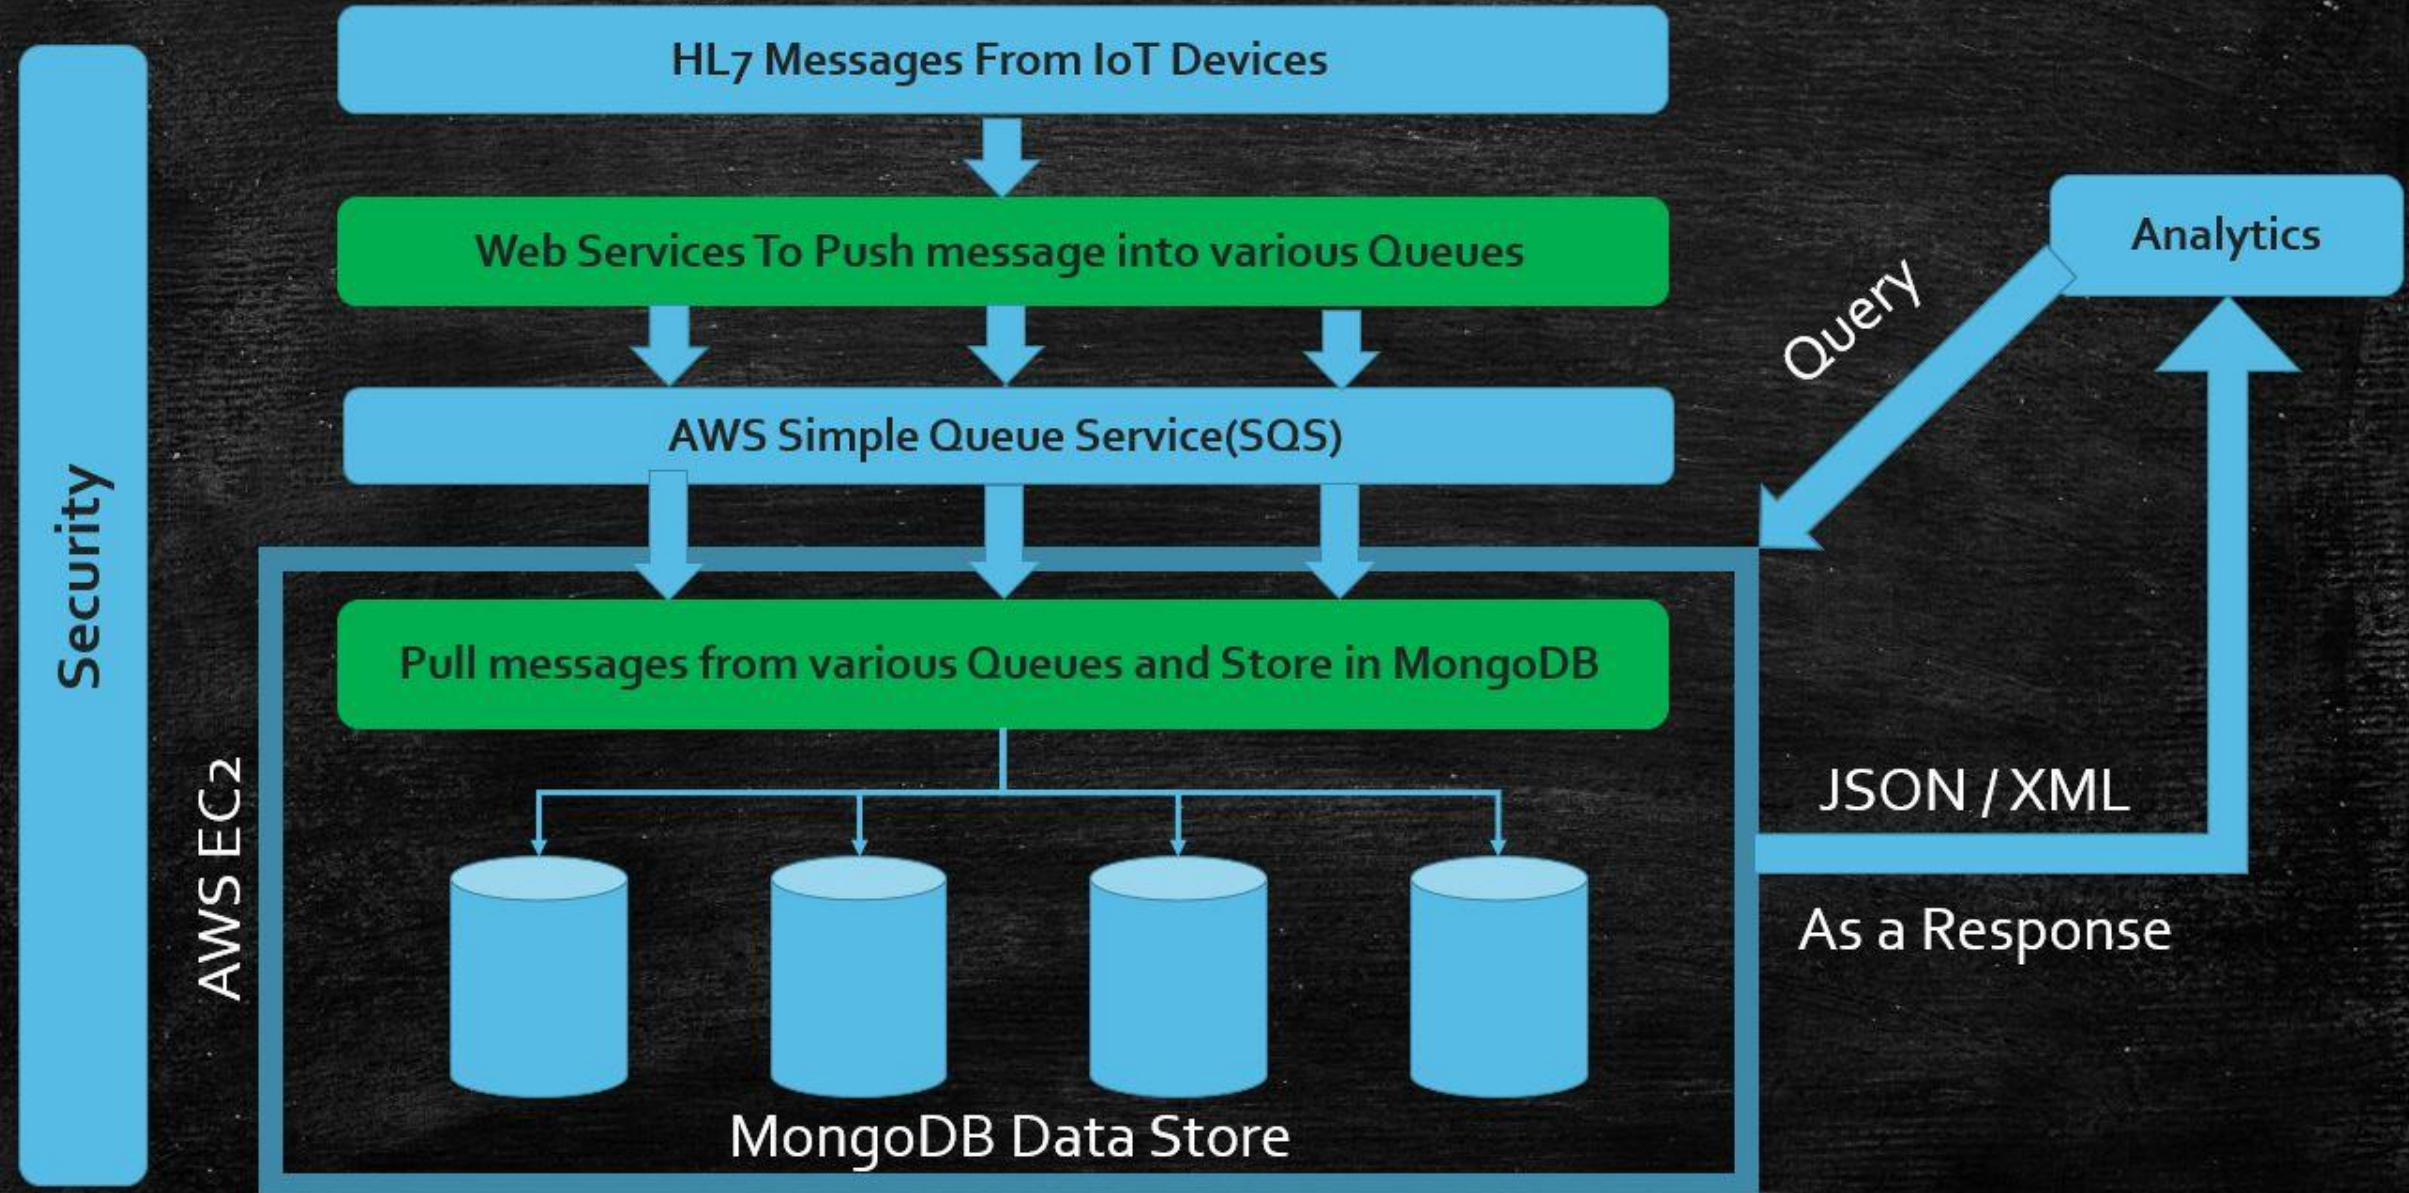 HL7 Messages From IoT Devices
Web Services To Push message into various Queues
Analytics
Query
AWS Simple Queue Service(SQS)
Security
Pull messages from various Queues and Store in MongoDB
AWS EC2
JSON / XML
As a Response
MongoDB Data Store